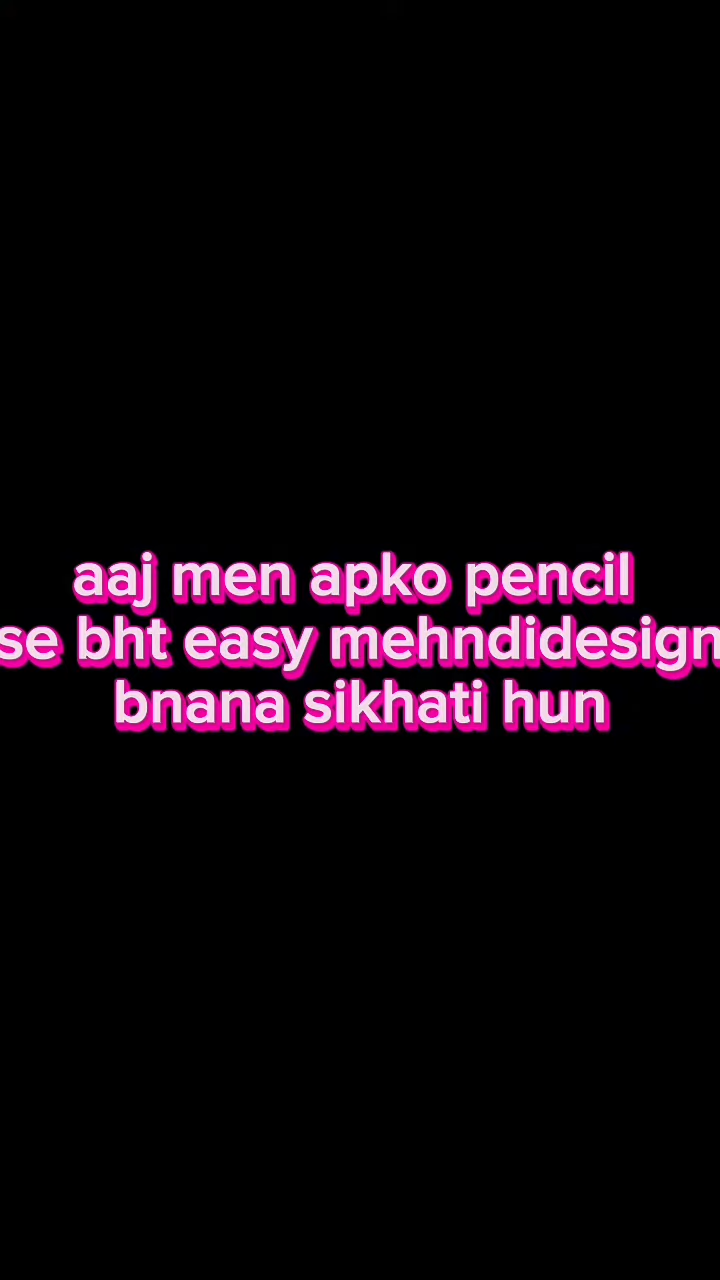 aaj men apko pencil
se bht easy mehndidesign
bnana sikhati hun